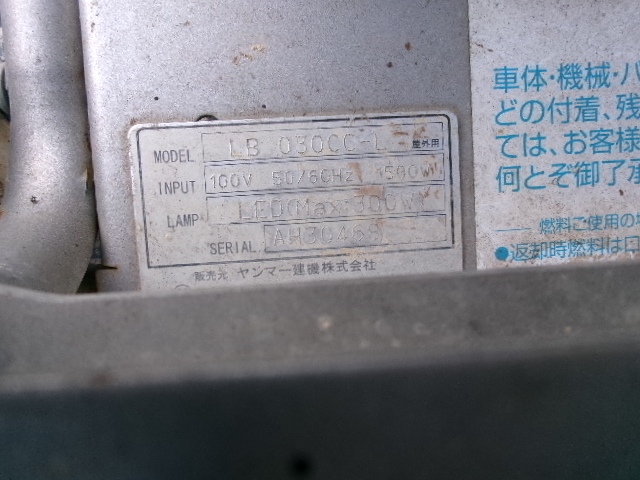 MODEL LB 030CC-L 屋外用
INPUT 100V 50/60Hz 1500W
LAMP LED(Max 300W)
SERIAL
販売元 ヤンマー建機株式会社
車体・機械・バ
どの付着、残
ては、お客様
何とぞ御了承
燃料ご使用の
●返却時燃料は